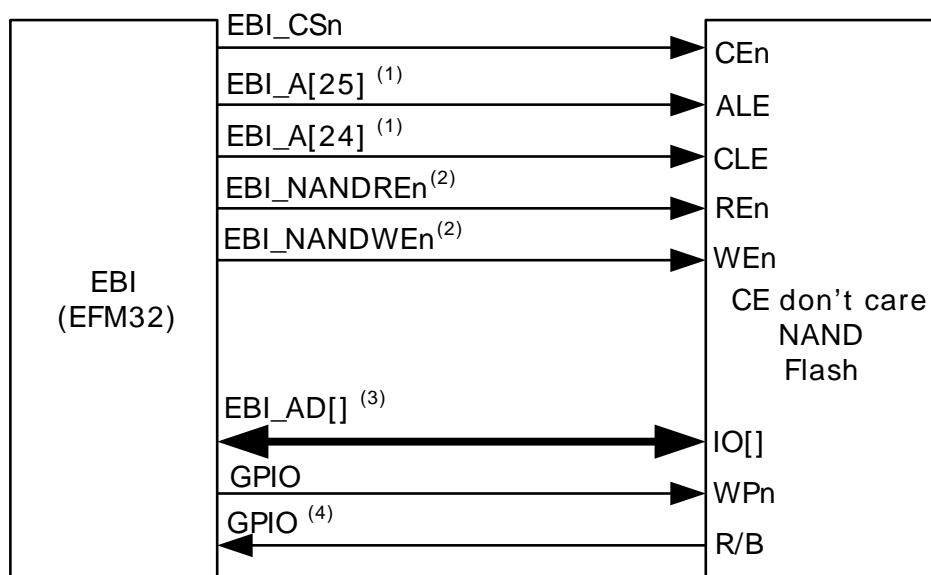 EBI_CSn
CEn
EBI_A[25] (1)
ALE
EBI_A[24] (1)
CLE
EBI_NANDREn(2)
REn
EBI_NANDWEn(2)
WEn
EBI
(EFM32)
CE don't care
NAND
Flash
EBI_AD[] (3)
IO[]
GPIO
WPn
GPIO (4)
R/B